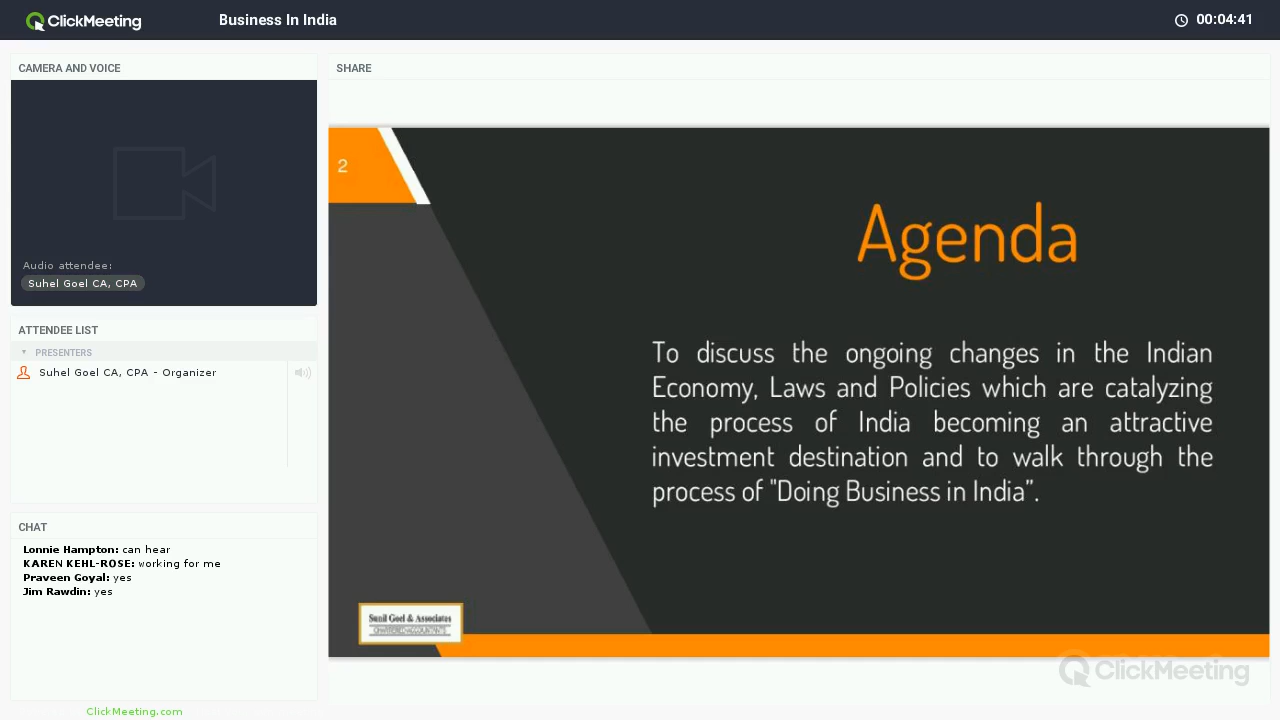 ClickMeeting
Business In India
00:04:41
CAMERA AND VOICE
Audio attendee:
Suhel Goel CA, CPA
ATTENDEE LIST
PRESENTERS
Suhel Goel CA, CPA - Organizer
CHAT
Lonnie Hampton: can hear
KAREN KEHL-ROSE: working for me
Praveen Goyal: yes
Jim Rawdin: yes
ClickMeeting.com
SHARE
2
Agenda
To discuss the ongoing changes in the Indian
Economy, Laws and Policies which are catalyzing
the process of India becoming an attractive
investment destination and to walk through the
process of "Doing Business in India”.
Sunil Goel & Associates
CHARTERED ACCOUNTANTS
ClickMeeting